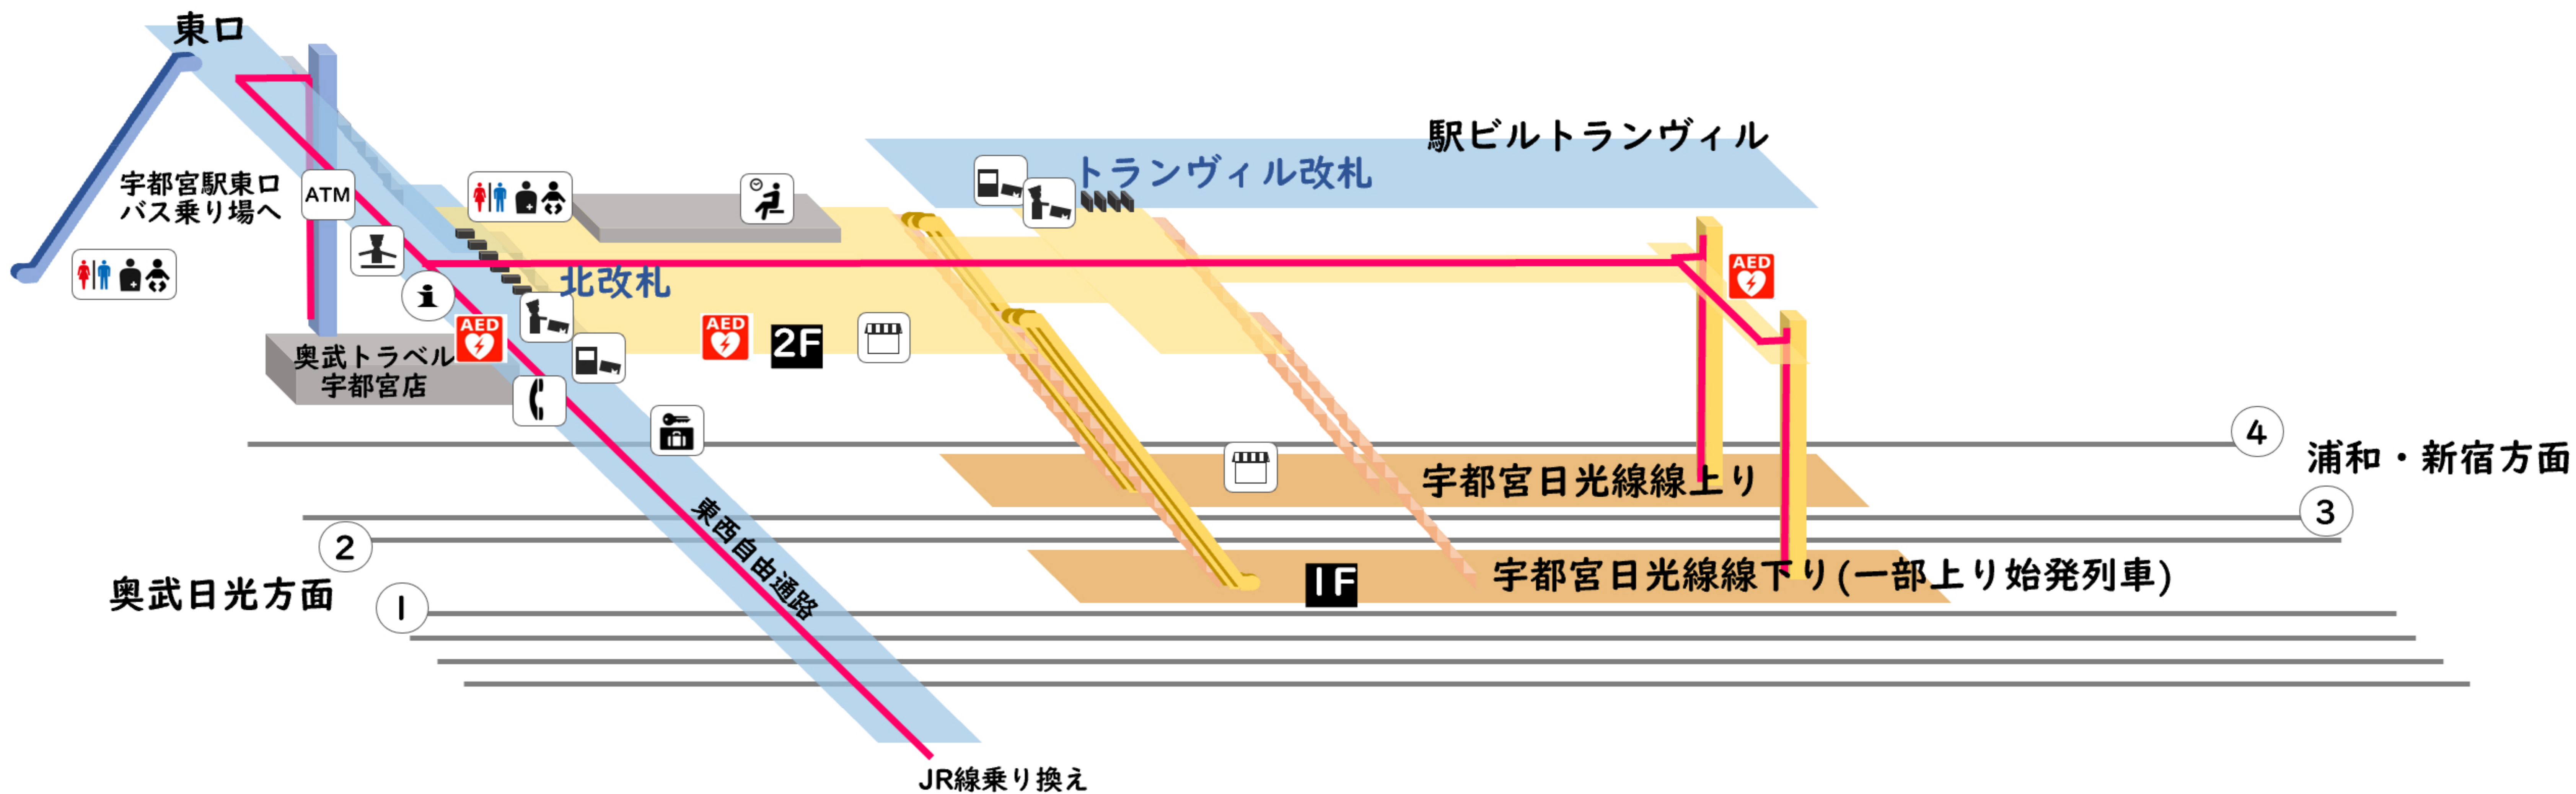 東口
駅ビルトランヴィル
トランヴィル改札
宇都宮駅東口
バス乗り場へ
ATM
北改札
i
AED
AED
AED
2F
奥武トラベル
宇都宮店
4
浦和・新宿方面
宇都宮日光線線上り
3
2
東西自由通路
奥武日光方面
1
1F
宇都宮日光線線下り(一部上り始発列車)
JR線乗り換え